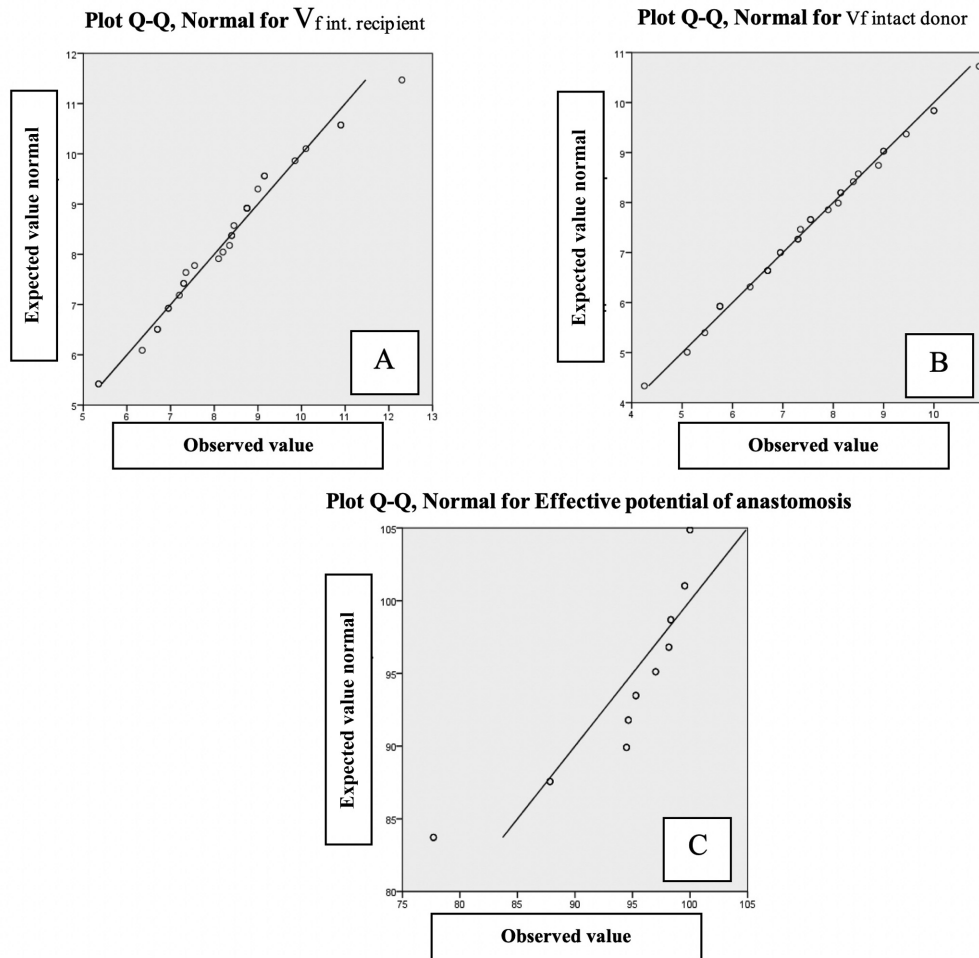 Plot Q-Q, Normal for Vf int. recipient
Expected value normal
12
11
10
9
8
7
6
5
5 6 7 8 9 10 11 12 13
A
Observed value
Plot Q-Q, Normal for Vf intact donor
Expected value normal
11
10
9
8
7
6
5
4
4 5 6 7 8 9 10
B
Observed value
Plot Q-Q, Normal for Effective potential of anastomosis
Expected value normal
105
100
95
90
85
80
75 80 85 90 95 100 105
C
Observed value